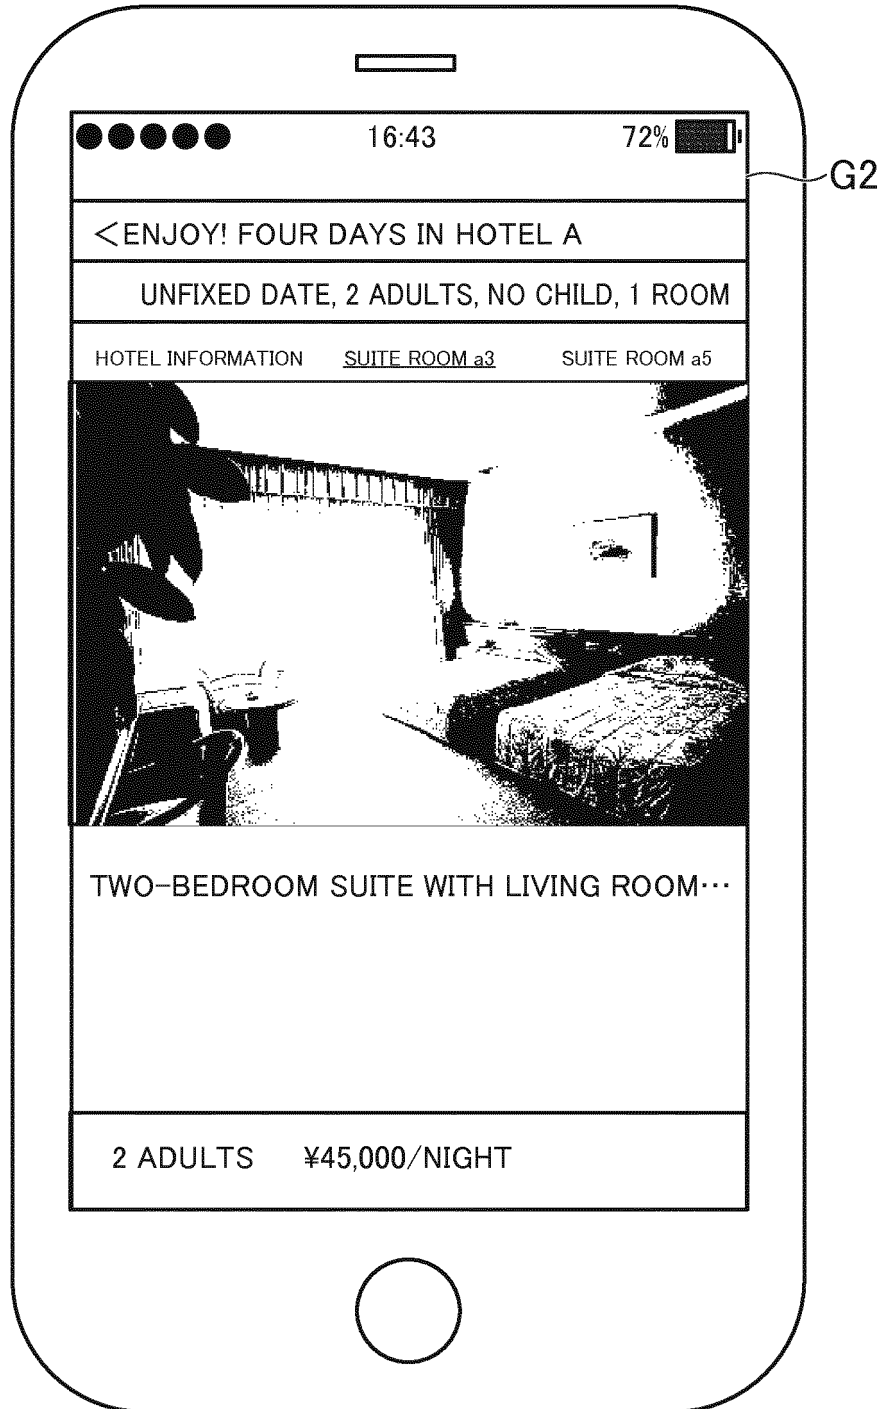 16:43 72%
G2
<ENJOY! FOUR DAYS IN HOTEL A
UNFIXED DATE, 2 ADULTS, NO CHILD, 1 ROOM
HOTEL INFORMATION SUITE ROOM a3 SUITE ROOM a5
TWO-BEDROOM SUITE WITH LIVING ROOM···
2 ADULTS ¥45,000/NIGHT